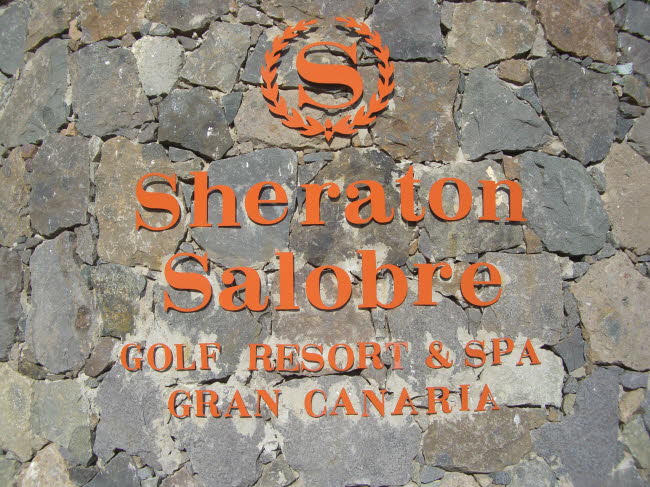 S
Sheraton
Salobre
GOLF RESORT & SPA
GRAN CANARIA